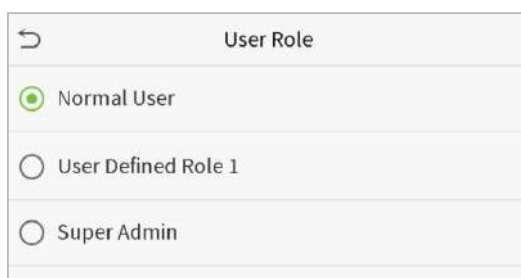 User Role
Normal User
User Defined Role 1
Super Admin